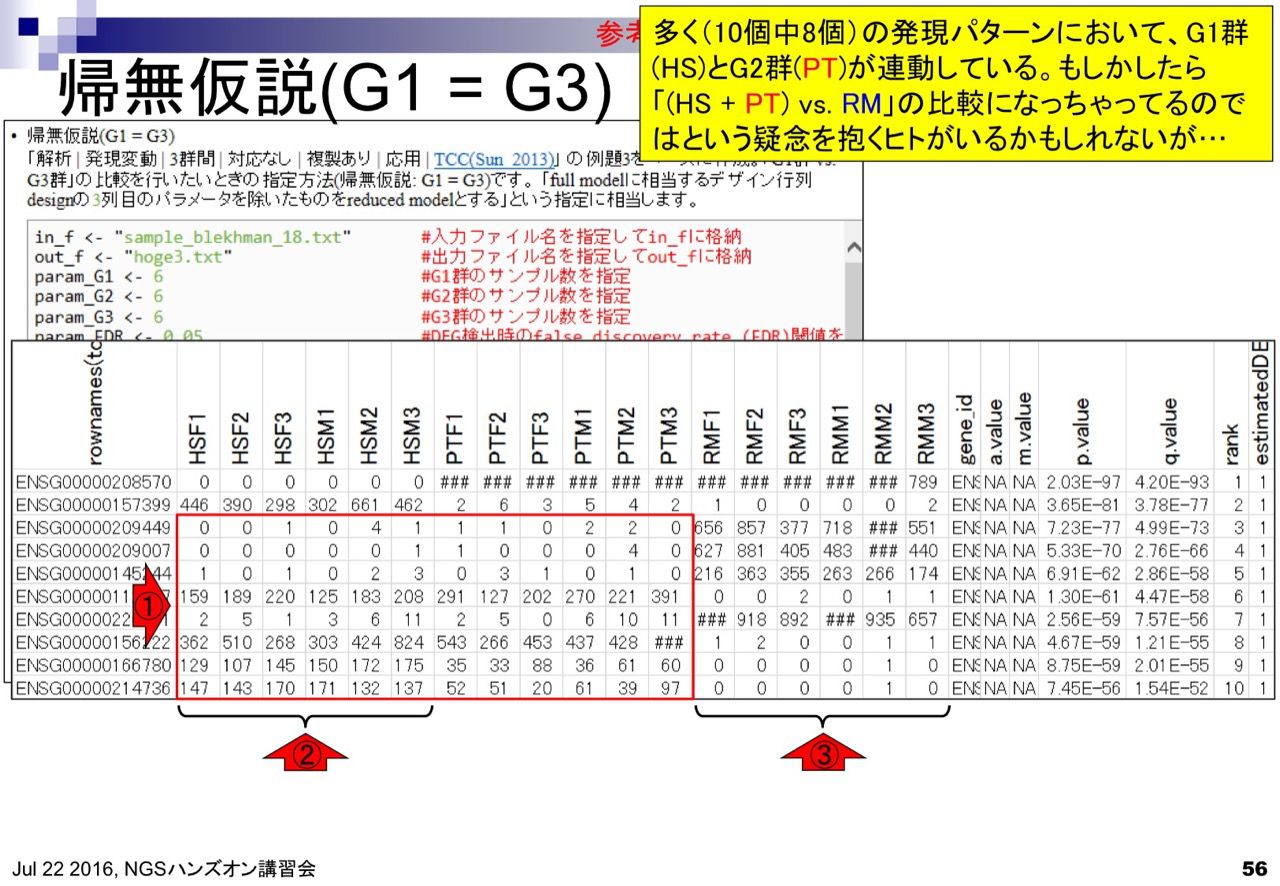 参考
多く(10個中8個)の発現パターンにおいて、G1群
(HS)とG2群(PT)が連動している。もしかしたら
「(HS + PT) vs. RM」の比較になっちゃってるので
はという疑念を抱くヒトがいるかもしれないが…
帰無仮説(G1 = G3)
• 帰無仮説(G1 = G3)
「解析 | 発現変動 | 3群間 | 対応なし | 複製あり | 応用 | TCC(Sun_2013)」の例題3を
G3群」の比較を行いたいときの指定方法(帰無仮説: G1 = G3)です。「full modelに相当するデザイン行列
designの3列目のパラメータを除いたものをreduced modelとする」という指定に相当します。
in_f <- "sample_blekhman_18.txt" #入力ファイル名を指定してin_fに格納
out_f <- "hoge3.txt" #出力ファイル名を指定してout_fに格納
param_G1 <- 6 #G1群のサンプル数を指定
param_G2 <- 6 #G2群のサンプル数を指定
param_G3 <- 6 #G3群のサンプル数を指定
param_FDR <- 0.05 #DEG検出時のfalse discovery rate (FDR)閾値を
rownames(tc HSF1 HSF2 HSF3 HSM1 HSM2 HSM3 PTF1 PTF2 PTF3 PTM1 PTM2 PTM3 RMF1 RMF2 RMF3 RMM1 RMM2 RMM3 gene_id a.value m.value p.value q.value rank estimatedDE
ENSG00000208570 0 0 0 0 0 0 ### ### ### ### ### ### ### ### ### ### ### 789 ENS NA NA 2.03E-97 4.20E-93 1 1
ENSG00000157399 446 390 298 302 661 462 2 6 3 5 4 2 1 0 0 0 0 2 ENS NA NA 3.65E-81 3.78E-77 2 1
ENSG00000209449 0 0 1 0 4 1 1 1 0 2 2 0 656 857 377 718 ### 551 ENS NA NA 7.23E-77 4.99E-73 3 1
ENSG00000209007 0 0 0 0 0 1 1 0 0 0 4 0 627 881 405 483 ### 440 ENS NA NA 5.33E-70 2.76E-66 4 1
ENSG00000145244 1 0 1 0 2 3 0 3 1 0 1 0 216 363 355 263 266 174 ENS NA NA 6.91E-62 2.86E-58 5 1
ENSG0000011 7 159 189 220 125 183 208 291 127 202 270 221 391 0 0 2 0 1 1 ENS NA NA 1.30E-61 4.47E-58 6 1
ENSG0000022 1 2 5 1 3 6 11 2 5 0 6 10 11 ### 918 892 ### 935 657 ENS NA NA 2.56E-59 7.57E-56 7 1
ENSG00000156222 362 510 268 303 424 824 543 266 453 437 428 ### 1 2 0 0 1 1 ENS NA NA 4.67E-59 1.21E-55 8 1
ENSG00000166780 129 107 145 150 172 175 35 33 88 36 61 60 0 0 0 0 1 0 ENS NA NA 8.75E-59 2.01E-55 9 1
ENSG00000214736 147 143 170 171 132 137 52 51 20 61 39 97 0 0 0 0 1 0 ENS NA NA 7.45E-56 1.54E-52 10 1
①
② ③
Jul 22 2016, NGSハンズオン講習会 56